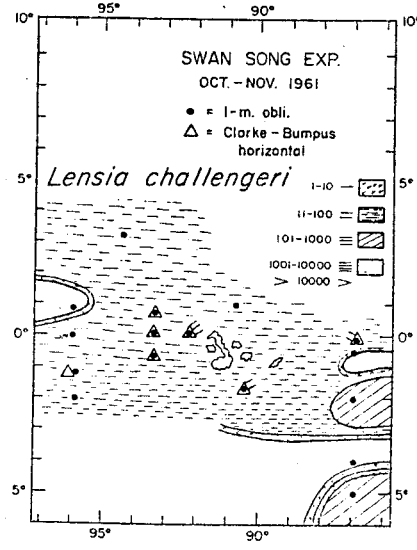 95° 90°
10° 10°
SWAN SONG EXP.
OCT.-NOV. 1961
• = 1-m. obli.
△ = Clarke-Bumpus
horizontal
Lensia challengeri
5° 5°
1-10
11-100
101-1000
1001-10000
> 10000 >
0° 0°
5° 5°
95° 90°